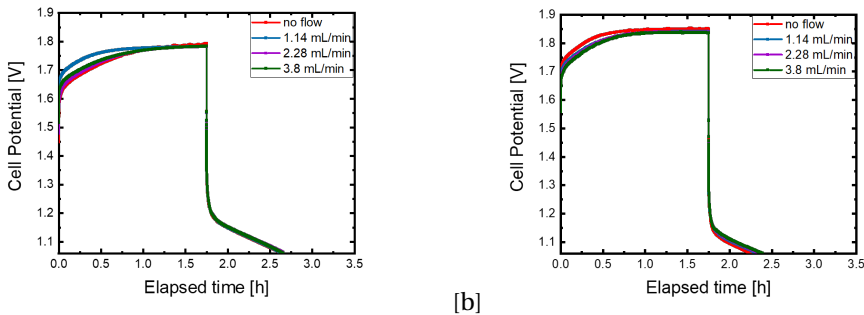 1.9
1.8
1.7
1.6
1.5
1.4
1.3
1.2
1.1
Cell Potential [V]
0.0 0.5 1.0 1.5 2.0 2.5 3.0 3.5
Elapsed time [h]
no flow
1.14 mL/min
2.28 mL/min
3.8 mL/min
[b]
1.9
1.8
1.7
1.6
1.5
1.4
1.3
1.2
1.1
Cell Potential [V]
0.0 0.5 1.0 1.5 2.0 2.5 3.0 3.5
Elapsed time [h]
no flow
1.14 mL/min
2.28 mL/min
3.8 mL/min